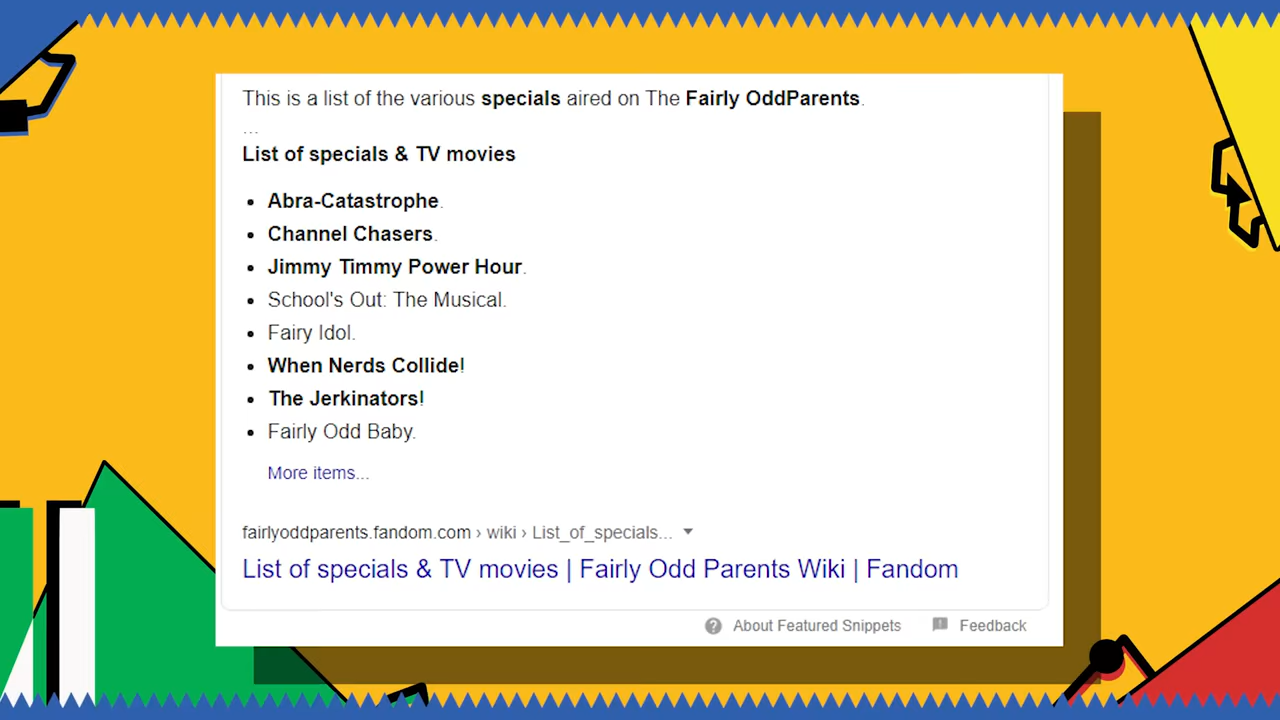 This is a list of the various specials aired on The Fairly OddParents.
...
List of specials & TV movies
• Abra-Catastrophe.
• Channel Chasers.
• Jimmy Timmy Power Hour.
• School's Out: The Musical.
• Fairy Idol.
• When Nerds Collide!
• The Jerkinators!
• Fairly Odd Baby.
More items...
fairlyoddparents.fandom.com › wiki › List_of_specials...
List of specials & TV movies | Fairly Odd Parents Wiki | Fandom
About Featured Snippets Feedback